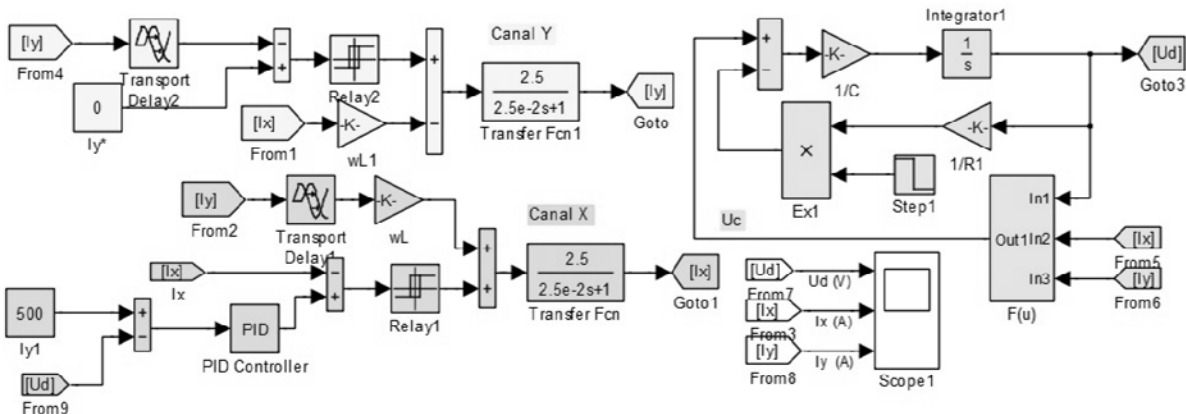 [Iy]
From4
Transport
Delay2
0
Iy*
-
+
Relay2
Canal Y
[Ix]
From1
-K-
wL1
+
-
2.5
2.5e-2s+1
Transfer Fcn1
[Iy]
Goto
[Iy]
From2
Transport
Delay1
-K-
wL
Canal X
[Ix]
Ix
-
+
Relay1
+
+
2.5
2.5e-2s+1
Transfer Fcn
[Ix]
Goto1
500
Iy1
+
-
PID
PID Controller
[Ud]
From9
+
-
-K-
1/C
Integrator1
1
s
[Ud]
Goto3
×
Ex1
-K-
1/R1
Step1
Uc
In1
Out1
In2
In3
F(u)
[Ix]
From5
[Iy]
From6
[Ud]
From7
Ud (V)
[Ix]
From3
Ix (A)
[Iy]
From8
Iy (A)
Scope1